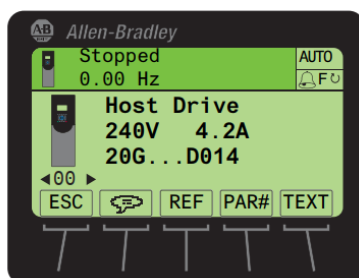 AB Allen-Bradley
Stopped
AUTO
0.00 Hz
F
Host Drive
240V 4.2A
20G...D014
00
ESC
REF
PAR#
TEXT